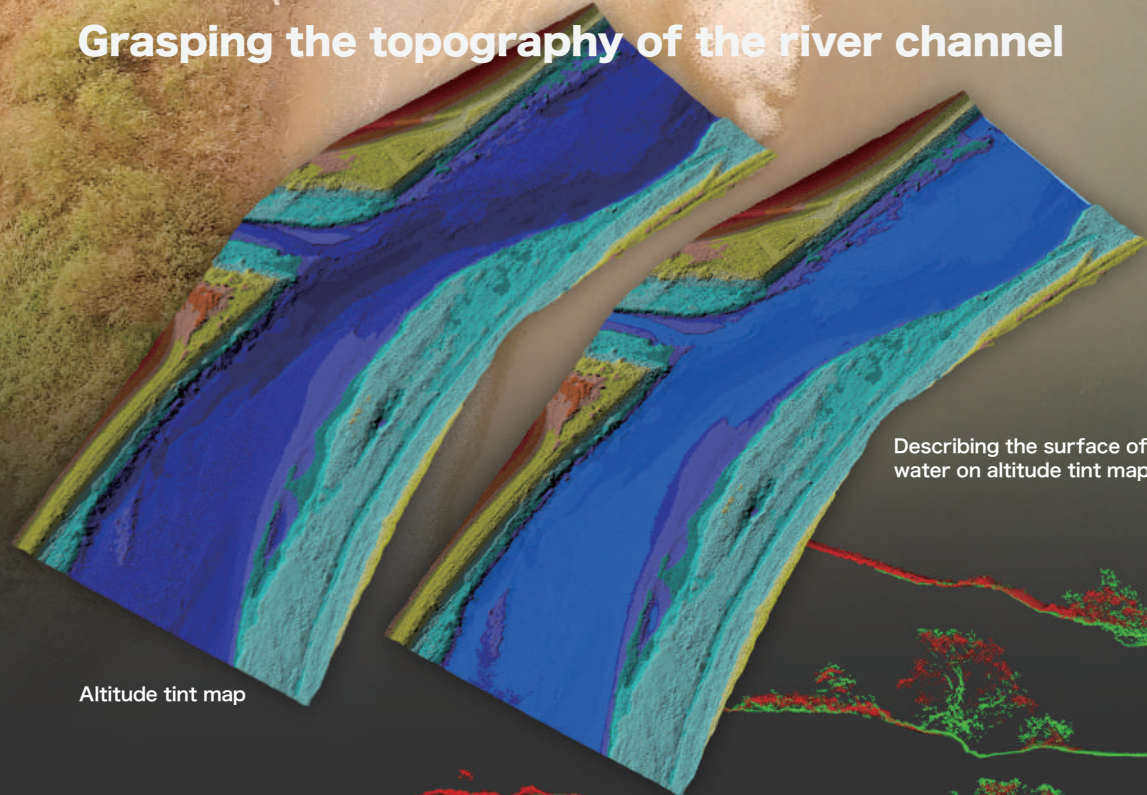 Grasping the topography of the river channel
Describing the surface of
water on altitude tint map
Altitude tint map